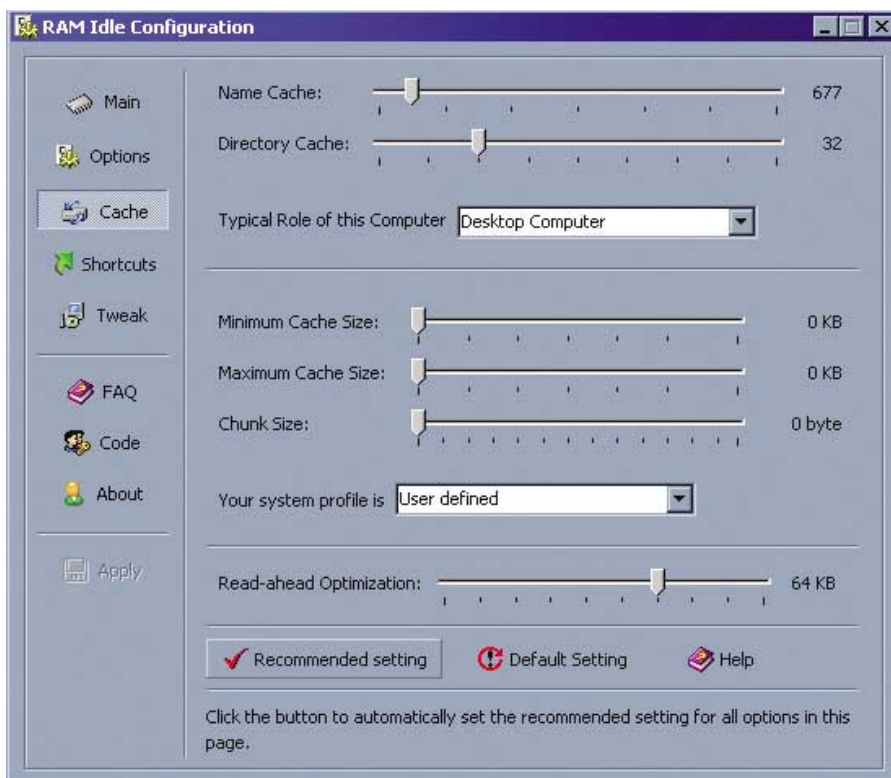 RAM Idle Configuration
Main
Options
Cache
Shortcuts
Tweak
FAQ
Code
About
Apply
Name Cache: 677
Directory Cache: 32
Typical Role of this Computer Desktop Computer
Minimum Cache Size: 0 KB
Maximum Cache Size: 0 KB
Chunk Size: 0 byte
Your system profile is User defined
Read-ahead Optimization: 64 KB
Recommended setting Default Setting Help
Click the button to automatically set the recommended setting for all options in this
page.